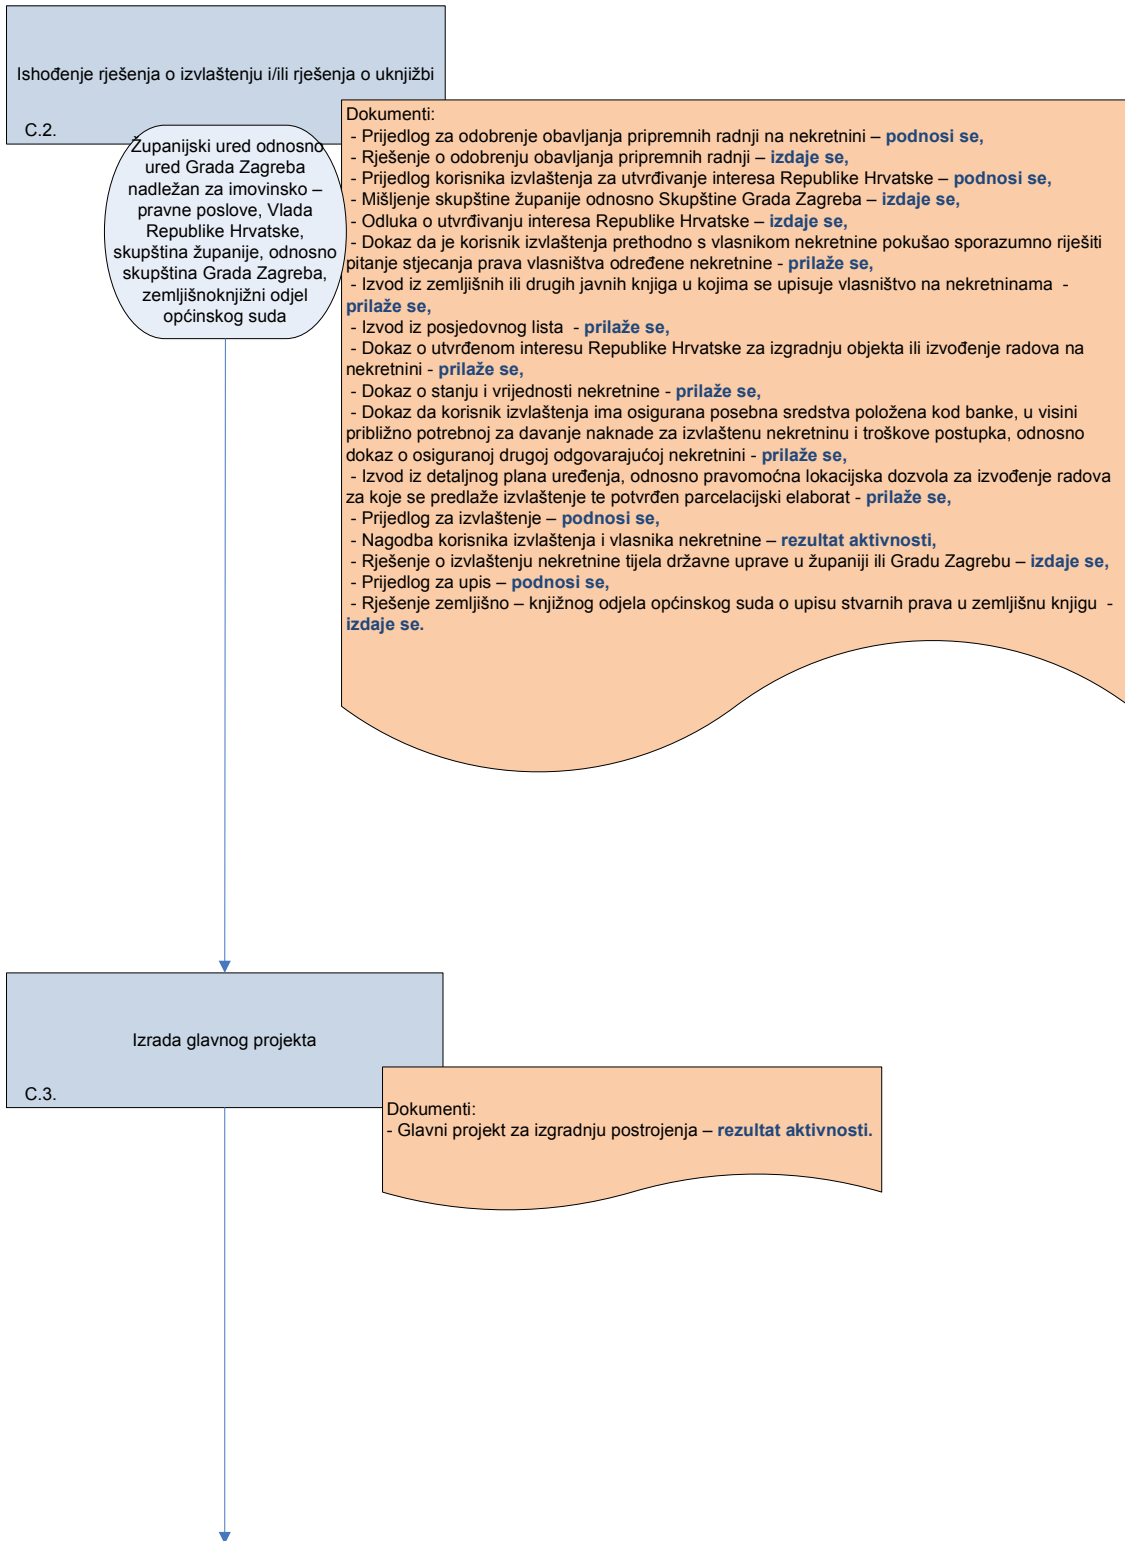 Ishođenje rješenja o izvlaštenju i/ili rješenja o uknjižbi
C.2.
Županijski ured odnosno
ured Grada Zagreba
nadležan za imovinsko –
pravne poslove, Vlada
Republike Hrvatske,
skupština županije, odnosno
skupština Grada Zagreba,
zemljišnoknjižni odjel
općinskog suda
Dokumenti:
- Prijedlog za odobrenje obavljanja pripremnih radnji na nekretnini – podnosi se,
- Rješenje o odobrenju obavljanja pripremnih radnji – izdaje se,
- Prijedlog korisnika izvlaštenja za utvrđivanje interesa Republike Hrvatske – podnosi se,
- Mišljenje skupštine županije odnosno Skupštine Grada Zagreba – izdaje se,
- Odluka o utvrđivanju interesa Republike Hrvatske – izdaje se,
- Dokaz da je korisnik izvlaštenja prethodno s vlasnikom nekretnine pokušao sporazumno riješiti
pitanje stjecanja prava vlasništva određene nekretnine - prilaže se,
- Izvod iz zemljišnih ili drugih javnih knjiga u kojima se upisuje vlasništvo na nekretninama -
prilaže se,
- Izvod iz posjedovnog lista - prilaže se,
- Dokaz o utvrđenom interesu Republike Hrvatske za izgradnju objekta ili izvođenje radova na
nekretnini - prilaže se,
- Dokaz o stanju i vrijednosti nekretnine - prilaže se,
- Dokaz da korisnik izvlaštenja ima osigurana posebna sredstva položena kod banke, u visini
približno potrebnoj za davanje naknade za izvlaštenu nekretninu i troškove postupka, odnosno
dokaz o osiguranoj drugoj odgovarajućoj nekretnini - prilaže se,
- Izvod iz detaljnog plana uređenja, odnosno pravomoćna lokacijska dozvola za izvođenje radova
za koje se predlaže izvlaštenje te potvrđen parcelacijski elaborat - prilaže se,
- Prijedlog za izvlaštenje – podnosi se,
- Nagodba korisnika izvlaštenja i vlasnika nekretnine – rezultat aktivnosti,
- Rješenje o izvlaštenju nekretnine tijela državne uprave u županiji ili Gradu Zagrebu – izdaje se,
- Prijedlog za upis – podnosi se,
- Rješenje zemljišno – knjižnog odjela općinskog suda o upisu stvarnih prava u zemljišnu knjigu -
izdaje se.
Izrada glavnog projekta
C.3.
Dokumenti:
- Glavni projekt za izgradnju postrojenja – rezultat aktivnosti.